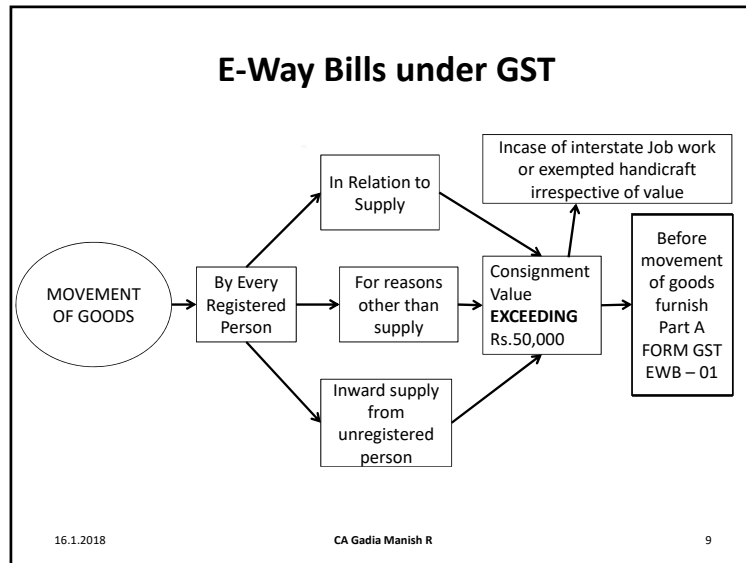 E-Way Bills under GST
Incase of interstate Job work
or exempted handicraft
irrespective of value
In Relation to
Supply
MOVEMENT
OF GOODS
By Every
Registered
Person
For reasons
other than
supply
Consignment
Value
EXCEEDING
Rs.50,000
Before
movement
of goods
furnish
Part A
FORM GST
EWB – 01
Inward supply
from
unregistered
person
16.1.2018
CA Gadia Manish R
9